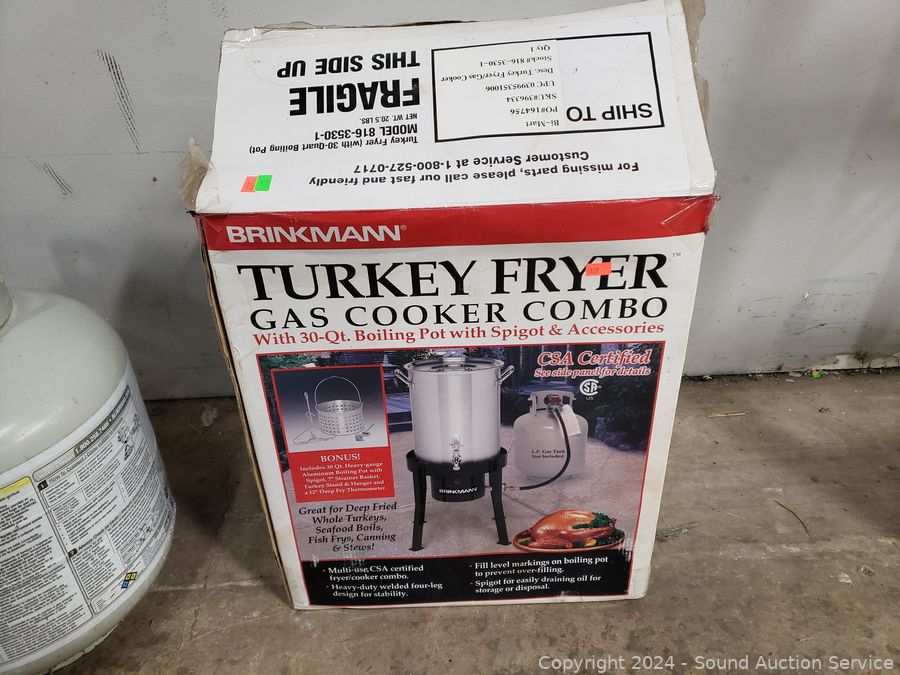 SHIP TO
Bi-Mart
PO#164756
SKU#396334
UPC 0399531006
Desc. Turkey Fryer/Gas Cooker
Stock# 816-3530-1
Qty 1
THIS SIDE UP
FRAGILE
NET WT. 20.5 LBS.
MODEL 816-3530-1
Turkey Fryer (with 30-Quart Boiling Pot)
For missing parts, please call our fast and friendly
Customer Service at 1-800-527-0717
BRINKMANN®
TURKEY FRYER™
GAS COOKER COMBO
With 30-Qt. Boiling Pot with Spigot & Accessories
CSA Certified
See side panel for details
US
L.P. Gas Tank
Not Included.
BRINKMANN
BONUS!
Includes 30 Qt. Heavy-gauge
Aluminum Boiling Pot with
Spigot, 7" Strainer Basket,
Turkey Stand & Hanger and
a 12" Deep Fry Thermometer.
Great for Deep Fried
Whole Turkeys,
Seafood Boils,
Fish Frys, Canning
& Stews!
• Multi-use CSA certified
fryer/cooker combo.
• Heavy-duty welded four-leg
design for stability.
• Fill level markings on boiling pot
to prevent over-filling.
• Spigot for easily draining oil for
storage or disposal.
Copyright © 2024 - Sound Auction Service